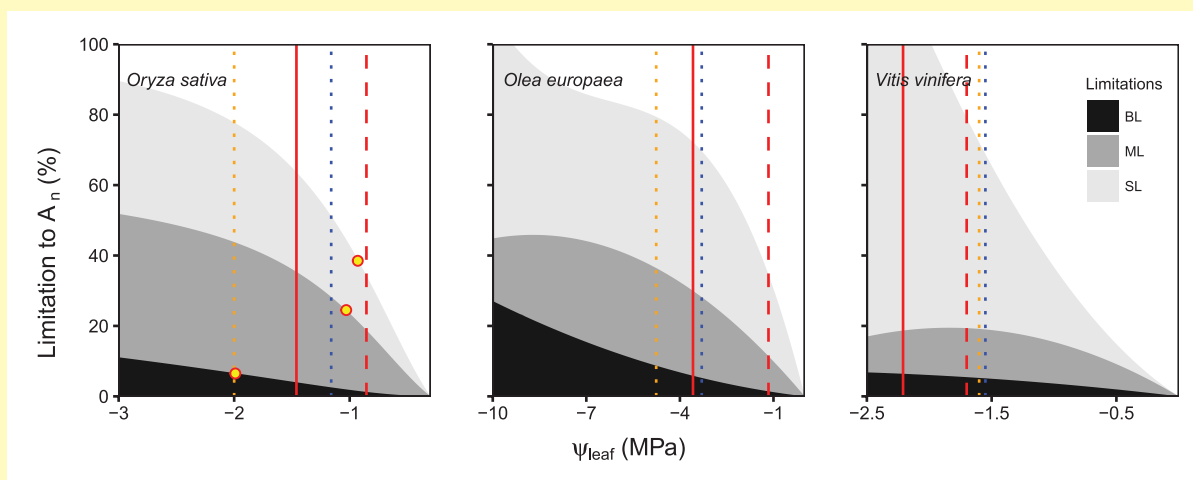 Limitation to An (%)
100
80
60
40
20
0
Oryza sativa
−3
−2
−1
Olea europaea
−10
−7
−4
−1
Vitis vinifera
−2.5
−1.5
−0.5
Limitations
BL
ML
SL
ψleaf (MPa)